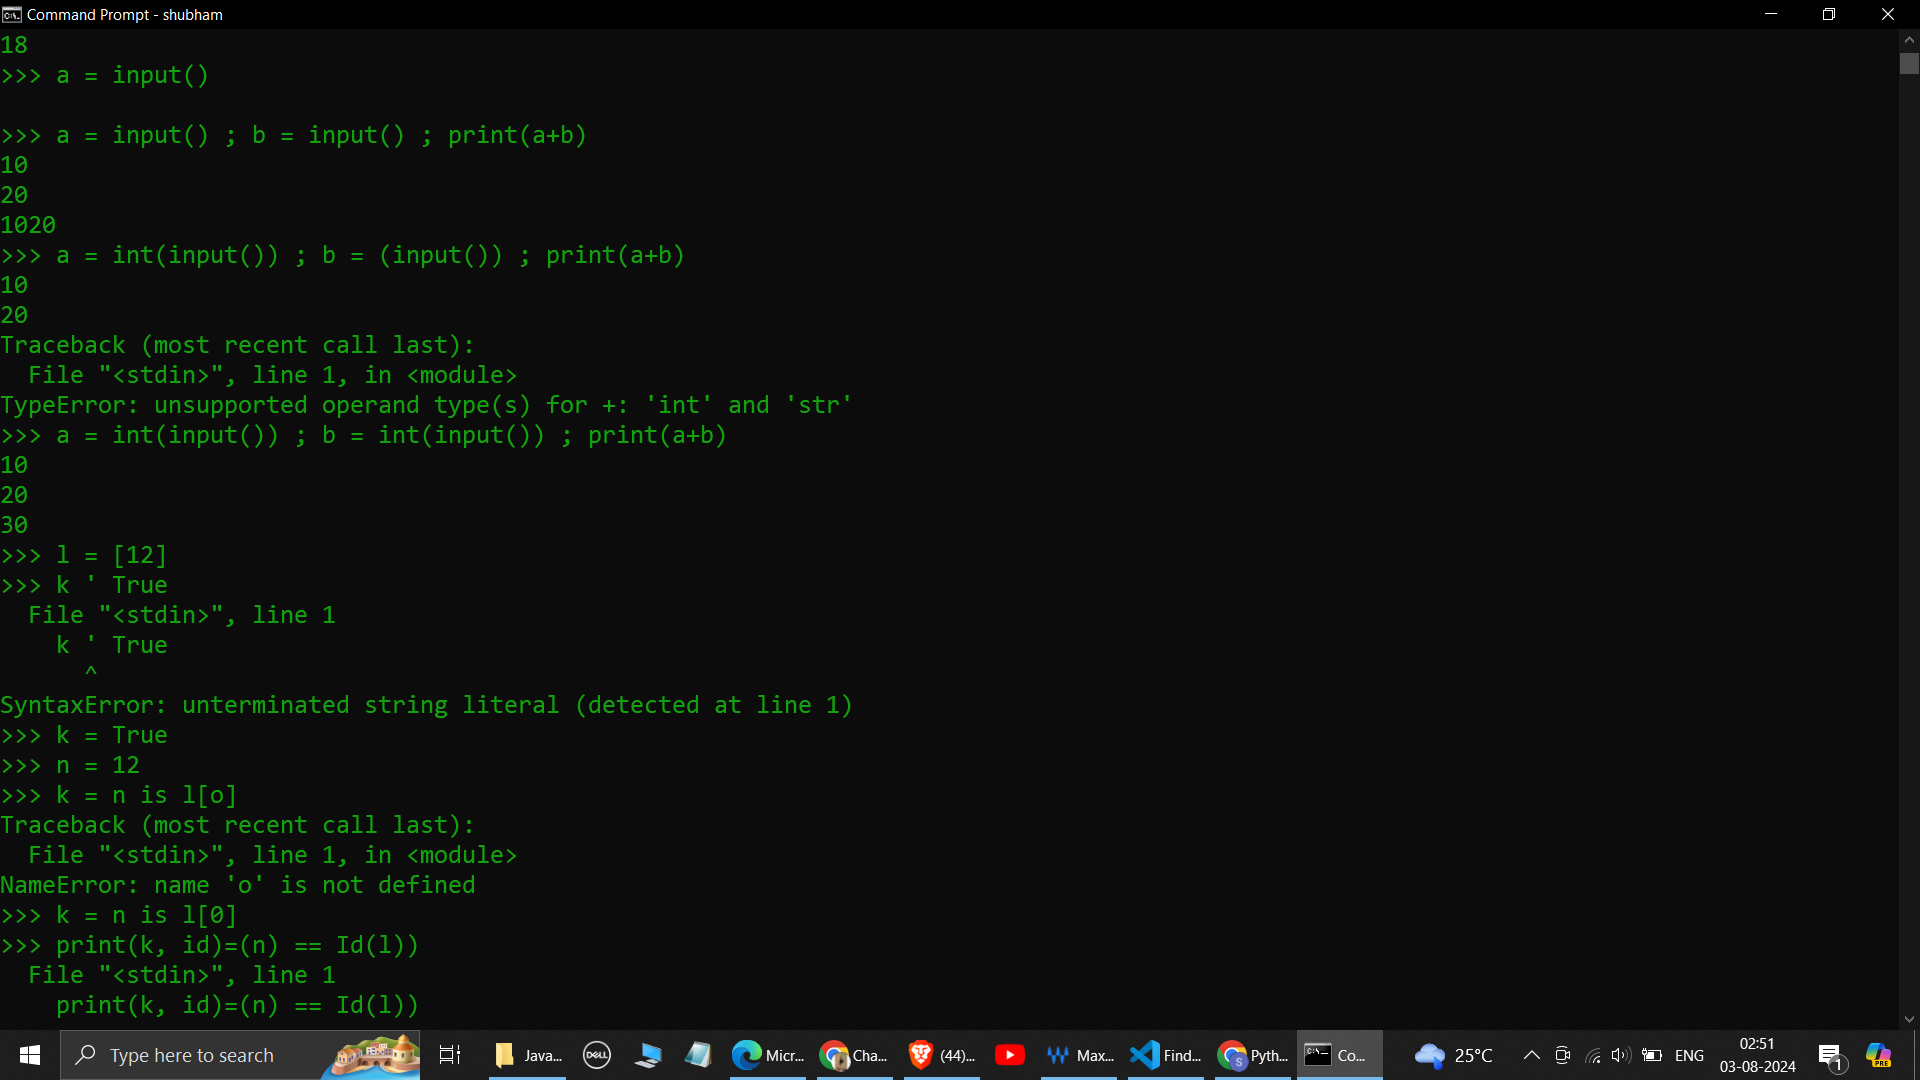 Command Prompt - shubham
18
>>> a = input()
>>> a = input() ; b = input() ; print(a+b)
10
20
1020
>>> a = int(input()) ; b = (input()) ; print(a+b)
10
20
Traceback (most recent call last):
  File "<stdin>", line 1, in <module>
TypeError: unsupported operand type(s) for +: 'int' and 'str'
>>> a = int(input()) ; b = int(input()) ; print(a+b)
10
20
30
>>> l = [12]
>>> k ' True
  File "<stdin>", line 1
    k ' True
      ^
SyntaxError: unterminated string literal (detected at line 1)
>>> k = True
>>> n = 12
>>> k = n is l[o]
Traceback (most recent call last):
  File "<stdin>", line 1, in <module>
NameError: name 'o' is not defined
>>> k = n is l[0]
>>> print(k, id)=(n) == Id(l))
  File "<stdin>", line 1
    print(k, id)=(n) == Id(l))
Type here to search
Java...
DELL
Micr...
Cha...
(44)...
Max...
Find...
Pyth...
Co...
25°C
ENG
02:51
03-08-2024
1
PRE